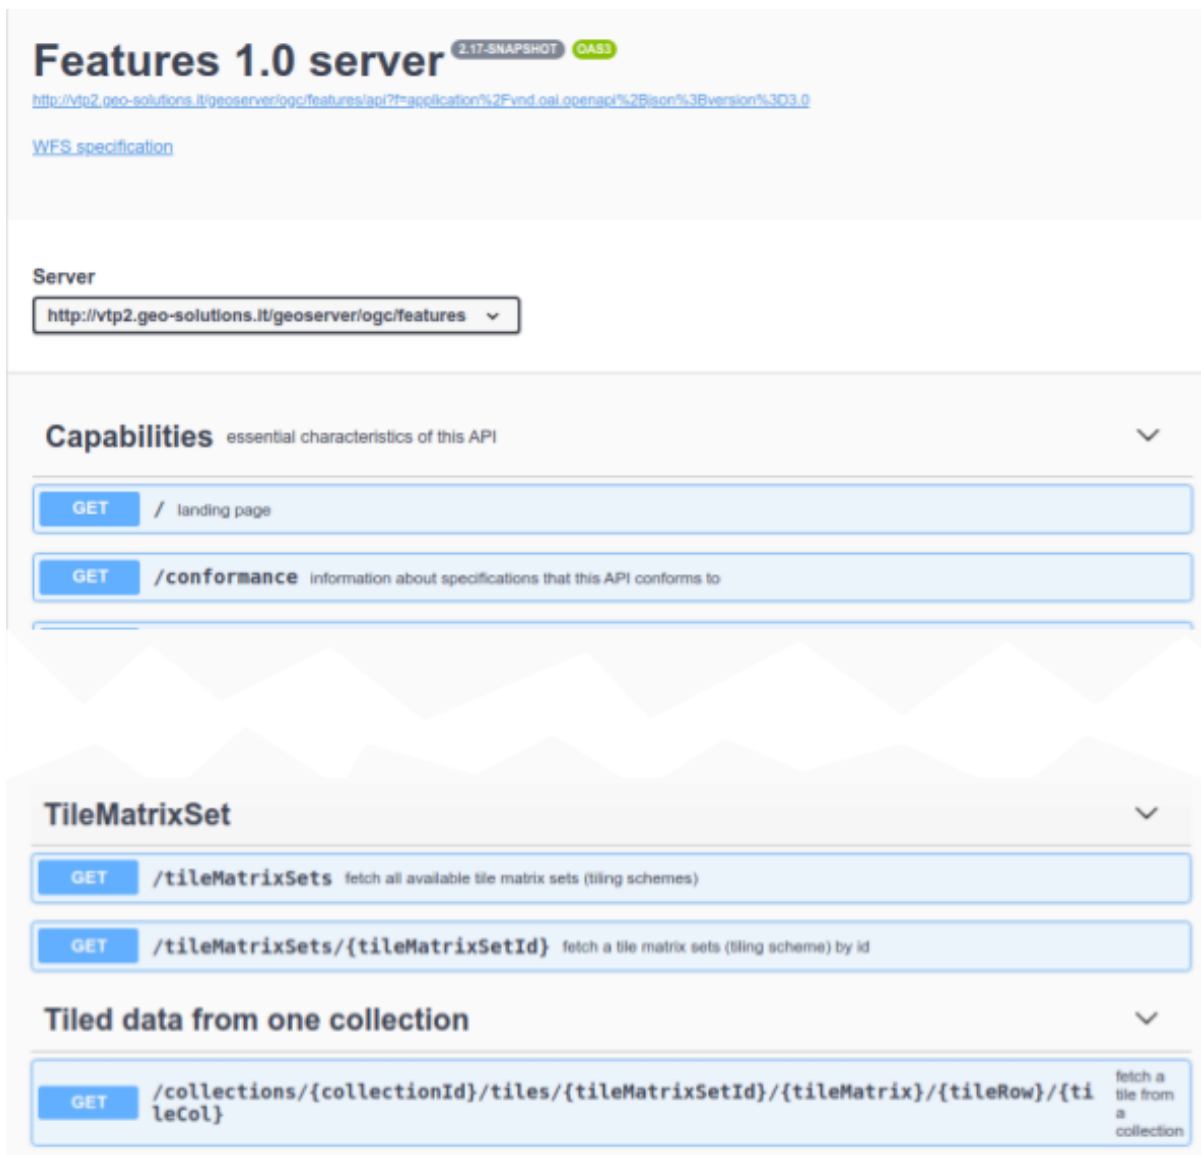 Features 1.0 server 2.17-SNAPSHOT OAS3
http://vtp2.geo-solutions.it/geoserver/ogc/features/api?f=application%2Fvnd.oai.openapi%2Bjson%3Bversion%3D3.0
WFS specification
Server
http://vtp2.geo-solutions.it/geoserver/ogc/features
Capabilities essential characteristics of this API
GET / landing page
GET /conformance information about specifications that this API conforms to
TileMatrixSet
GET /tileMatrixSets fetch all available tile matrix sets (tiling schemes)
GET /tileMatrixSets/{tileMatrixSetId} fetch a tile matrix sets (tiling scheme) by id
Tiled data from one collection
GET /collections/{collectionId}/tiles/{tileMatrixSetId}/{tileMatrix}/{tileRow}/{ti
leCol}
fetch a
tile from
a
collection